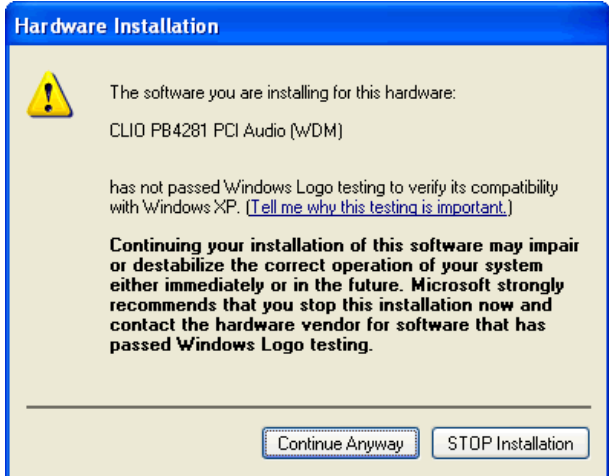 Hardware Installation
The software you are installing for this hardware:
CLIO PB4281 PCI Audio (WDM)
has not passed Windows Logo testing to verify its compatibility
with Windows XP. (Tell me why this testing is important.)
Continuing your installation of this software may impair
or destabilize the correct operation of your system
either immediately or in the future. Microsoft strongly
recommends that you stop this installation now and
contact the hardware vendor for software that has
passed Windows Logo testing.
Continue Anyway
STOP Installation